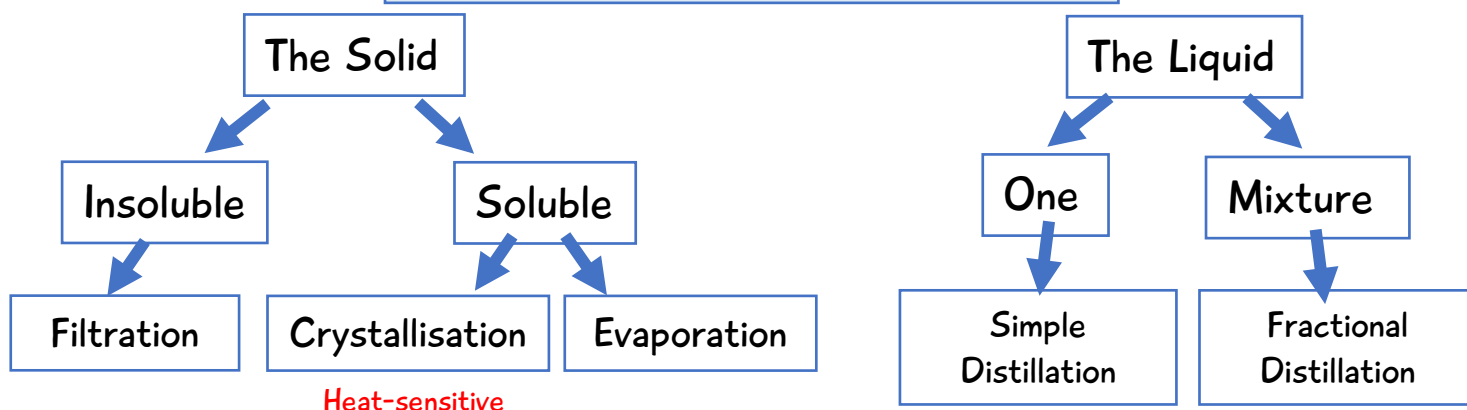 The Solid
The Liquid
Insoluble
Soluble
One
Mixture
Filtration
Crystallisation
Evaporation
Simple
Distillation
Fractional
Distillation
Heat-sensitive